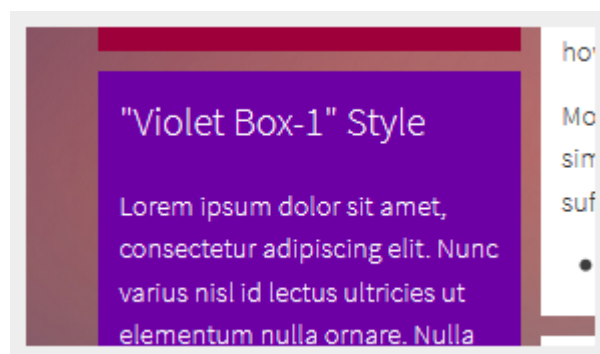 "Violet Box-1" Style
Lorem ipsum dolor sit amet,
consectetur adipiscing elit. Nunc
varius nisl id lectus ultricies ut
elementum nulla ornare. Nulla